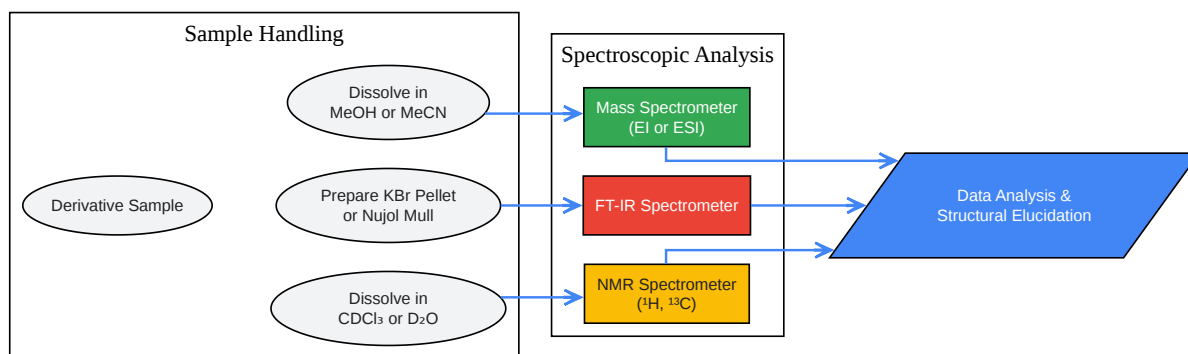 Sample Handling
Dissolve in
MeOH or MeCN
Derivative Sample
Prepare KBr Pellet
or Nujol Mull
Dissolve in
CDCl₃ or D₂O
Spectroscopic Analysis
Mass Spectrometer
(EI or ESI)
FT-IR Spectrometer
NMR Spectrometer
(¹H, ¹³C)
Data Analysis &
Structural Elucidation